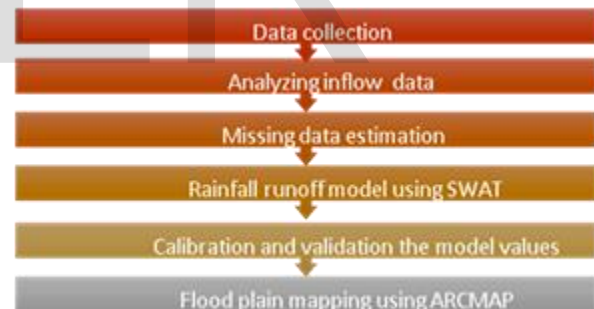 Data collection
Analyzing inflow data
Missing data estimation
Rainfall runoff model using SWAT
Calibration and validation the model values
Flood plain mapping using ARCMAP